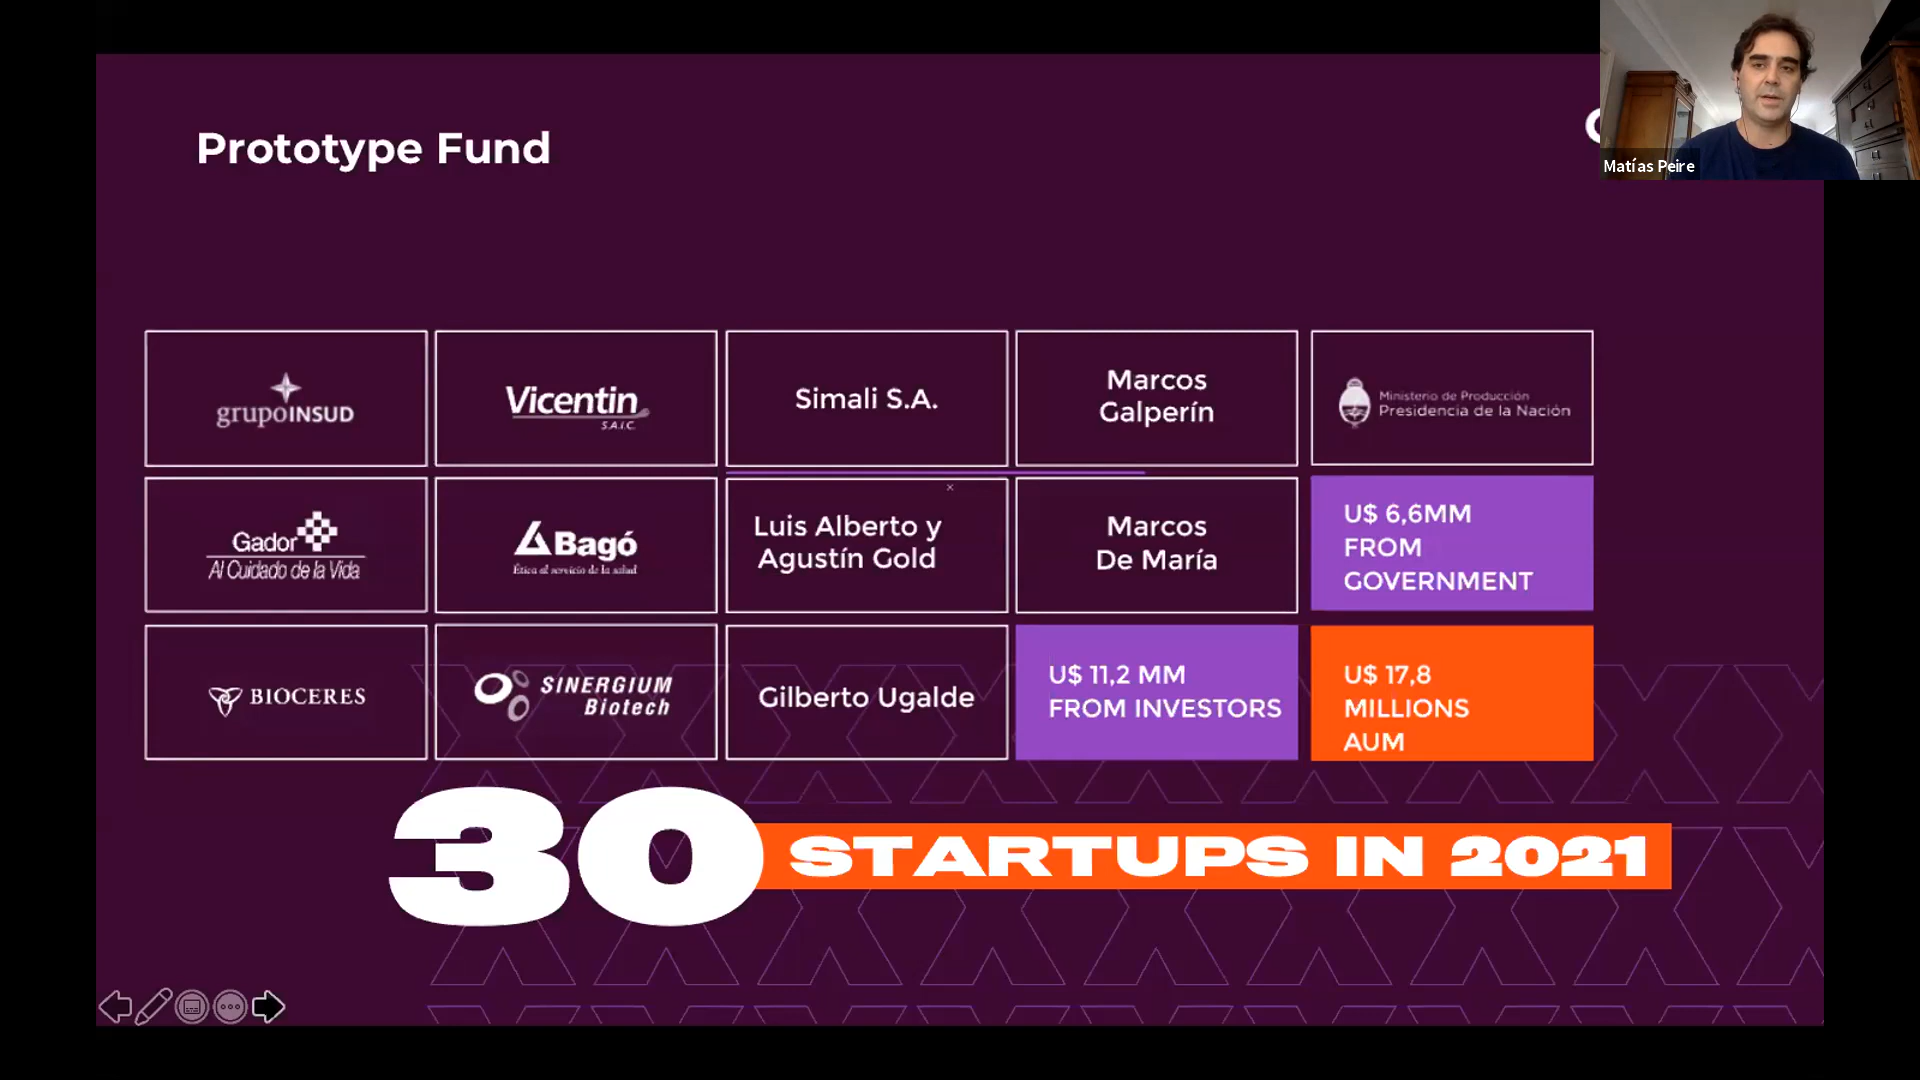 Prototype Fund
Matías Peire
grupoINSUD
Vicentin
S.A.I.C.
Simali S.A.
Marcos
Galperín
Ministerio de Producción
Presidencia de la Nación
Gador
Al Cuidado de la Vida
Bagó
Ética al servicio de la salud
Luis Alberto y
Agustín Gold
Marcos
De María
U$ 6,6MM
FROM
GOVERNMENT
BIOCERES
SINERGIUM
Biotech
Gilberto Ugalde
U$ 11,2 MM
FROM INVESTORS
U$ 17,8
MILLIONS
AUM
30 STARTUPS IN 2021